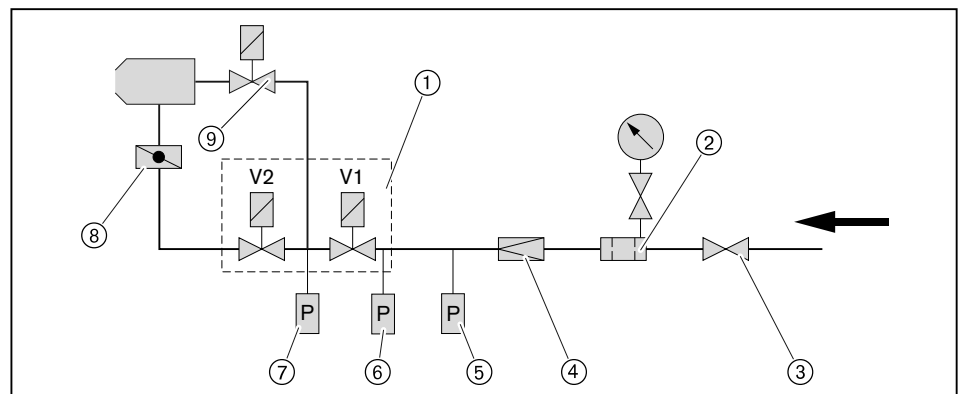 ①
②
⑨
V2 V1
⑧
P P P
⑦ ⑥ ⑤ ④ ③